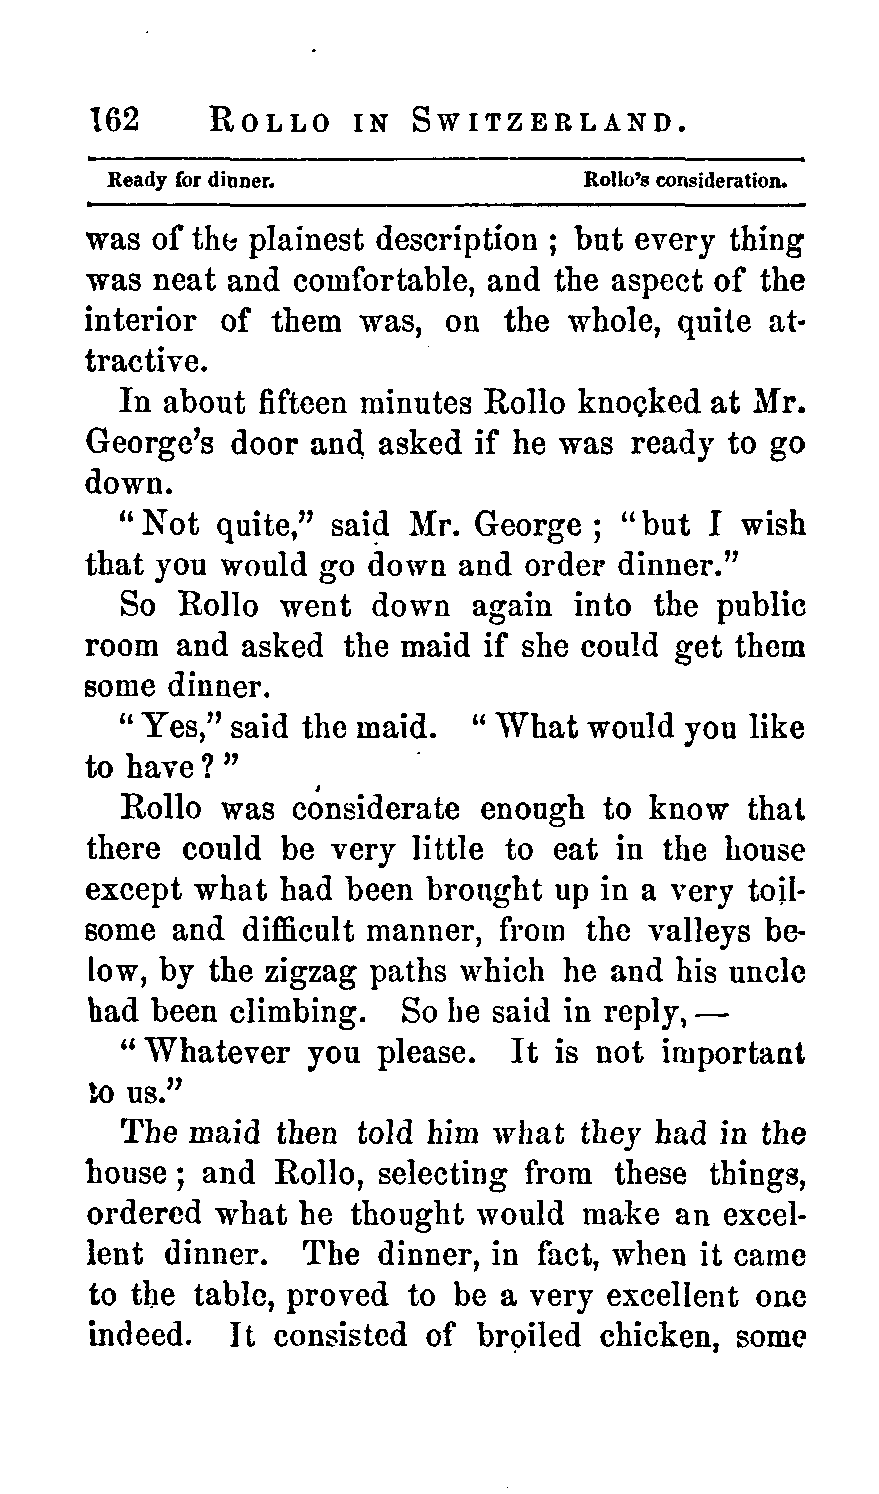 162 ROLLO IN SWITZERLAND.
Ready for dinner. Rollo's consideration.
was of the plainest description ; but every thing
was neat and comfortable, and the aspect of the
interior of them was, on the whole, quite at-
tractive.
In about fifteen minutes Rollo knocked at Mr.
George's door and asked if he was ready to go
down.
“ Not quite,” said Mr. George ; “ but I wish
that you would go down and order dinner.”
So Rollo went down again into the public
room and asked the maid if she could get them
some dinner.
“ Yes,” said the maid. “ What would you like
to have ? ”
Rollo was considerate enough to know that
there could be very little to eat in the house
except what had been brought up in a very toil-
some and difficult manner, from the valleys be-
low, by the zigzag paths which he and his uncle
had been climbing. So he said in reply, —
“ Whatever you please. It is not important
to us.”
The maid then told him what they had in the
house ; and Rollo, selecting from these things,
ordered what he thought would make an excel-
lent dinner. The dinner, in fact, when it came
to the table, proved to be a very excellent one
indeed. It consisted of broiled chicken, some